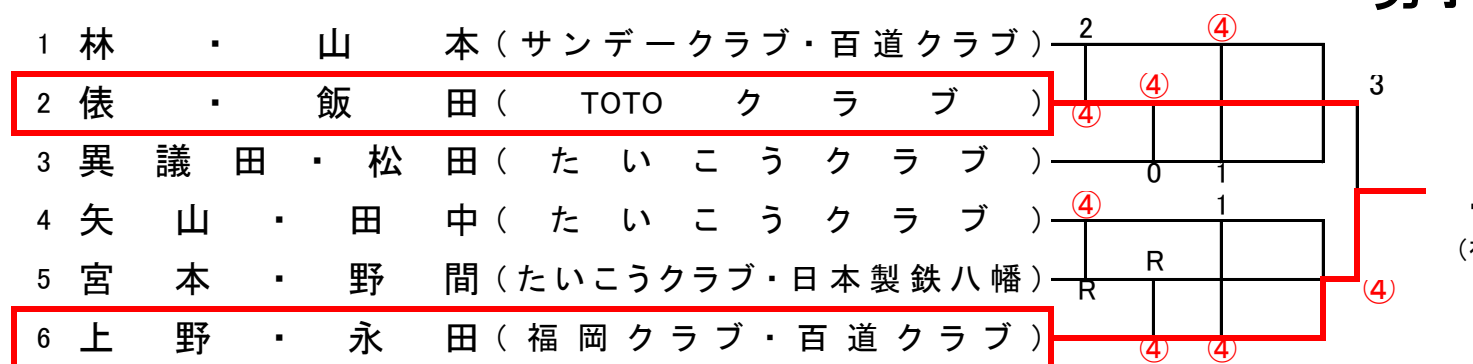 1 林・山本(サンデークラブ・百道クラブ) 2 ④
2 俵・飯田(TOTOクラブ) ④ ④ 3
3 異議田・松田(たいこうクラブ) 0 1
4 矢山・田中(たいこうクラブ) ④ 1
5 宮本・野間(たいこうクラブ・日本製鉄八幡) R R ④
6 上野・永田(福岡クラブ・百道クラブ) ④ ④